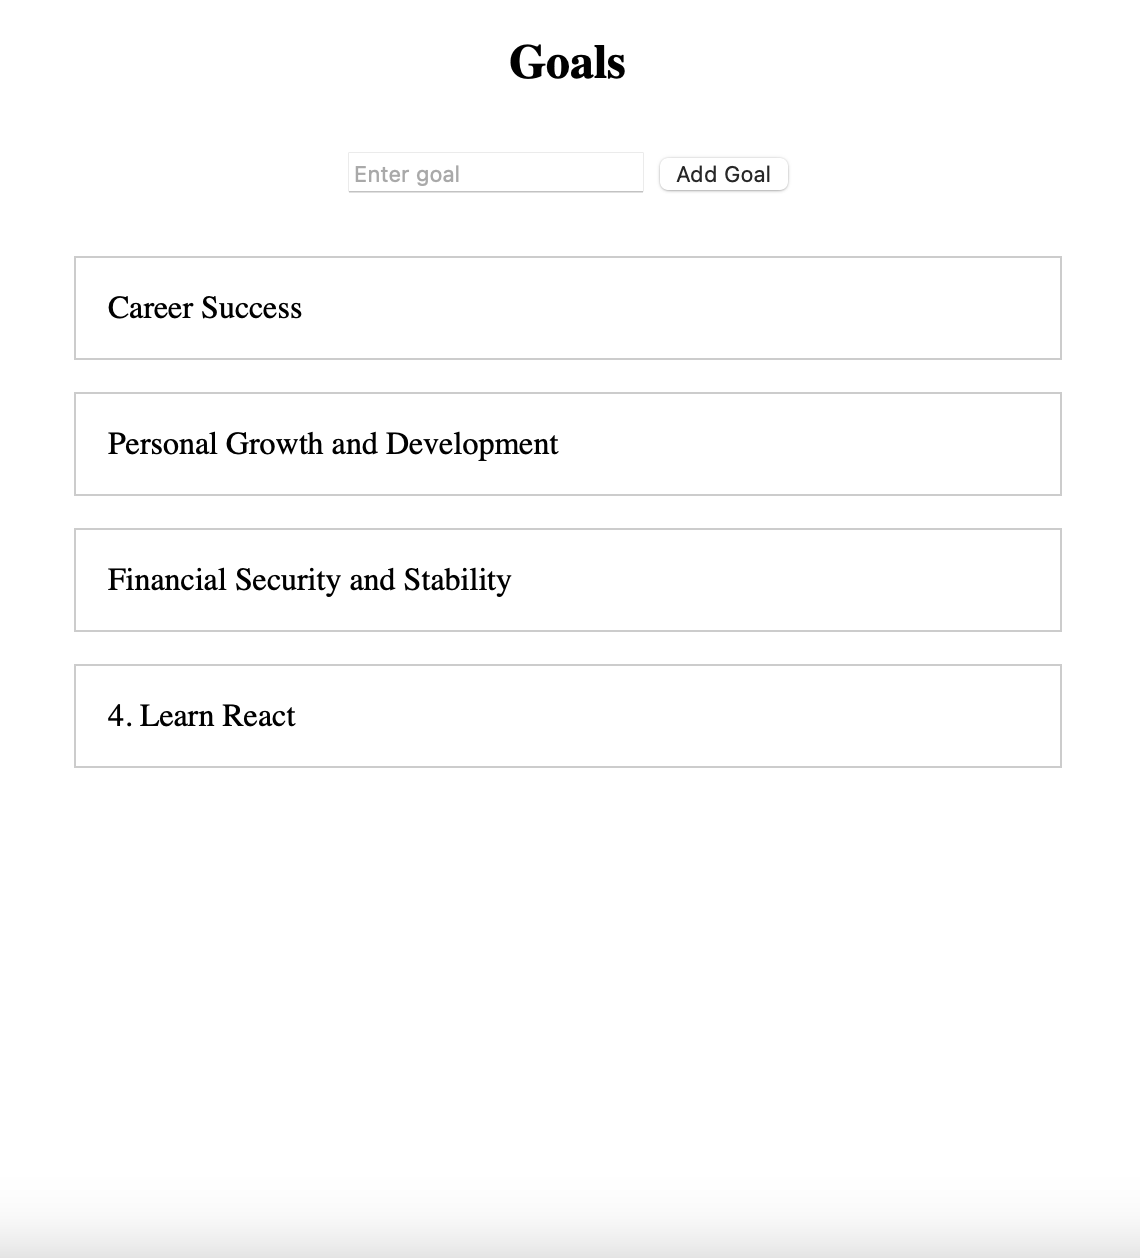 Goals
Enter goal
Add Goal
Career Success
Personal Growth and Development
Financial Security and Stability
4. Learn React